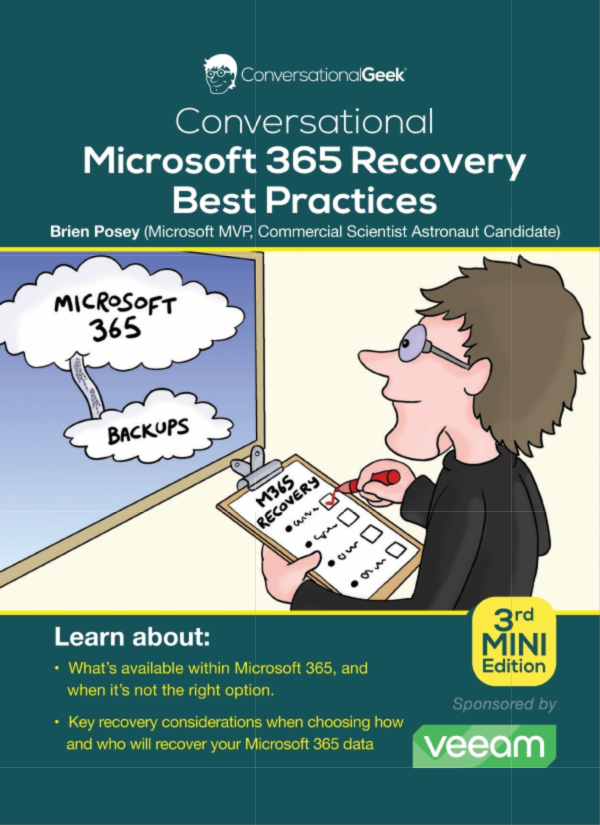 ConversationalGeek®
Conversational
Microsoft 365 Recovery
Best Practices
Brien Posey (Microsoft MVP, Commercial Scientist Astronaut Candidate)
MICROSOFT
365
BACKUPS
M365
RECOVERY
Learn about:
• What's available within Microsoft 365, and
when it's not the right option.
• Key recovery considerations when choosing how
and who will recover your Microsoft 365 data
3rd
MINI
Edition
Sponsored by
veeam